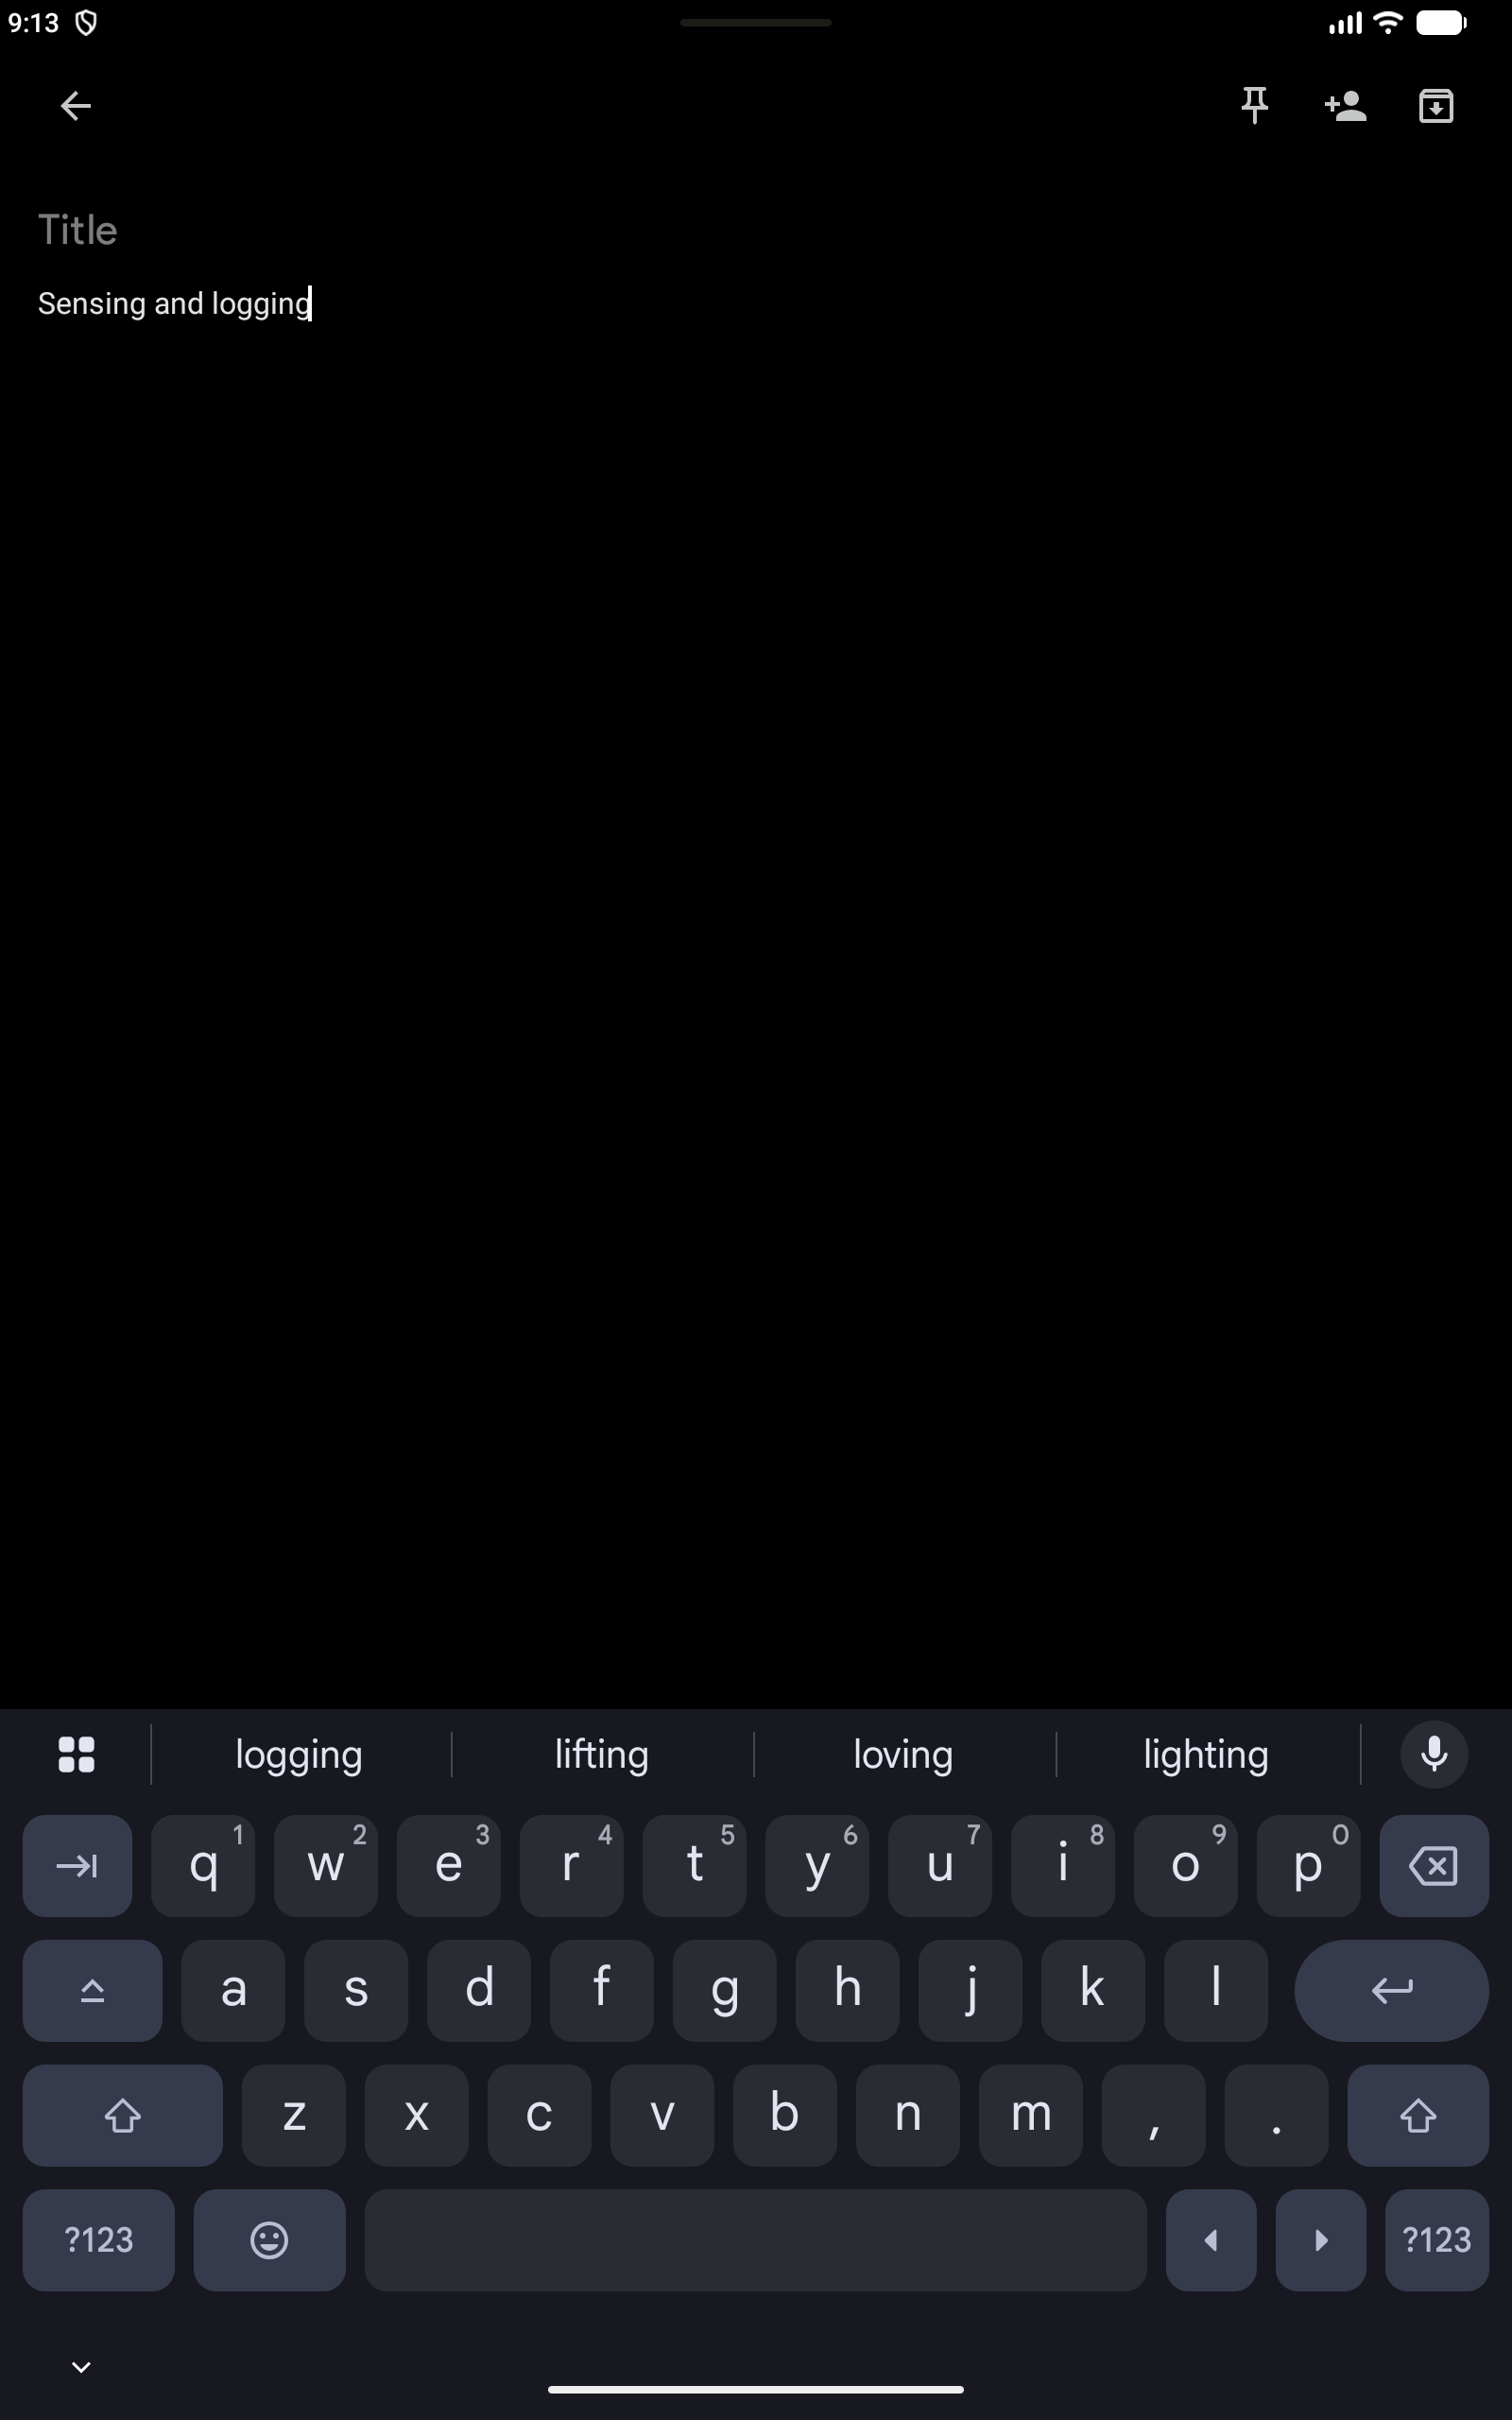 9:13
Title
Sensing and logging
logging lifting loving lighting
q1 w2 e3 r4 t5 y6 u7 i8 o9 p0
a s d f g h j k l
z x c v b n m , .
?123 ?123